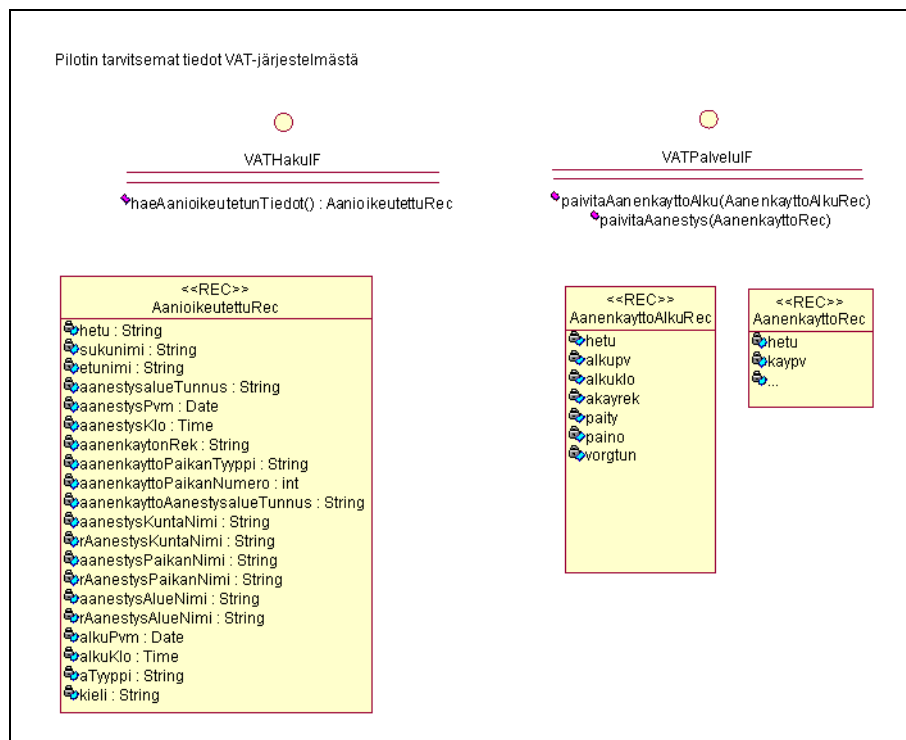 Pilotin tarvitsemat tiedot VAT-järjestelmästä
VATHakuIF
haeAanioikeutetunTiedot() : AanioikeutettuRec
VATPalveluIF
paivitaAanenkayttoAlku(AanenkayttoAlkuRec)
paivitaAanestys(AanenkayttoRec)
<<REC>>
AanioikeutettuRec
hetu : String
sukunimi : String
etunimi : String
aanestysalueTunnus : String
aanestysPvm : Date
aanestysKlo : Time
aanenkaytonRek : String
aanenkayttoPaikanTyyppi : String
aanenkayttoPaikanNumero : int
aanenkayttoAanestysalueTunnus : String
aanestysKuntaNimi : String
rAanestysKuntaNimi : String
aanestysPaikanNimi : String
rAanestysPaikanNimi : String
aanestysAlueNimi : String
rAanestysAlueNimi : String
alkuPvm : Date
alkuKlo : Time
aTyyppi : String
kieli : String
<<REC>>
AanenkayttoAlkuRec
hetu
alkupv
alkuklo
akayrek
paity
paino
vorgtun
<<REC>>
AanenkayttoRec
hetu
kaypv
...